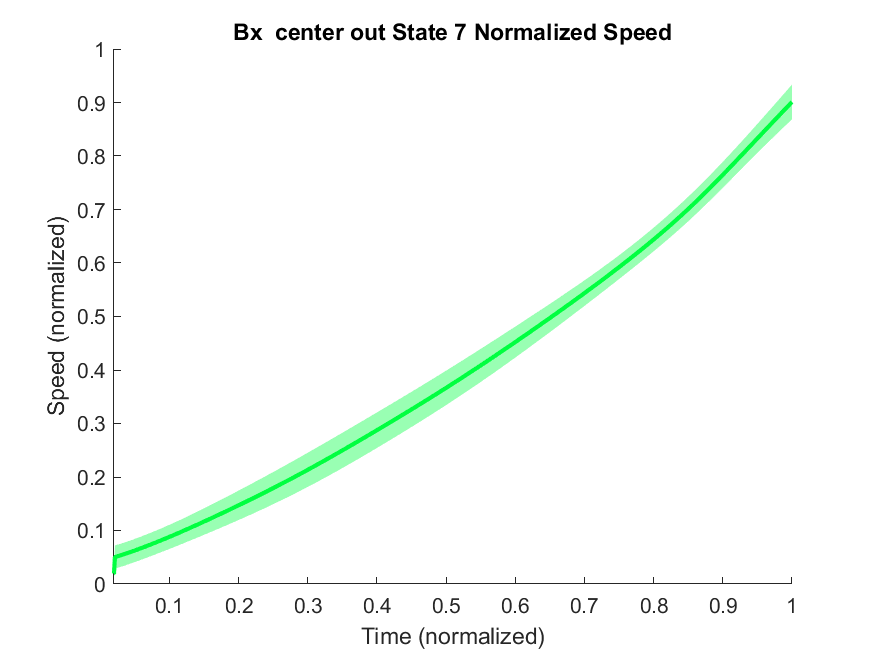 Bx  center out State 7 Normalized Speed
1
0.9
0.8
0.7
0.6
0.5
0.4
0.3
0.2
0.1
0
Speed (normalized)
0.1 0.2 0.3 0.4 0.5 0.6 0.7 0.8 0.9 1
Time (normalized)